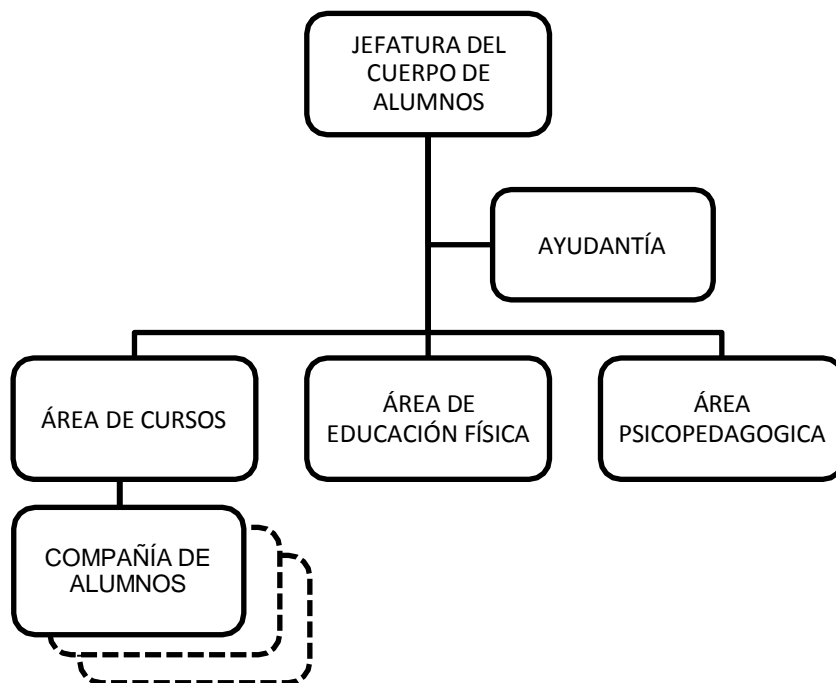 JEFATURA DEL
CUERPO DE
ALUMNOS
AYUDANTÍA
ÁREA DE CURSOS
ÁREA DE
EDUCACIÓN FÍSICA
ÁREA
PSICOPEDAGOGICA
COMPAÑÍA DE
ALUMNOS